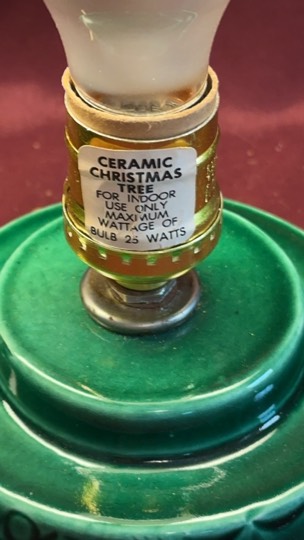 CERAMIC
CHRISTMAS
TREE
FOR INDOOR
USE ONLY
MAXIMUM
WATTAGE OF
BULB 25 WATTS